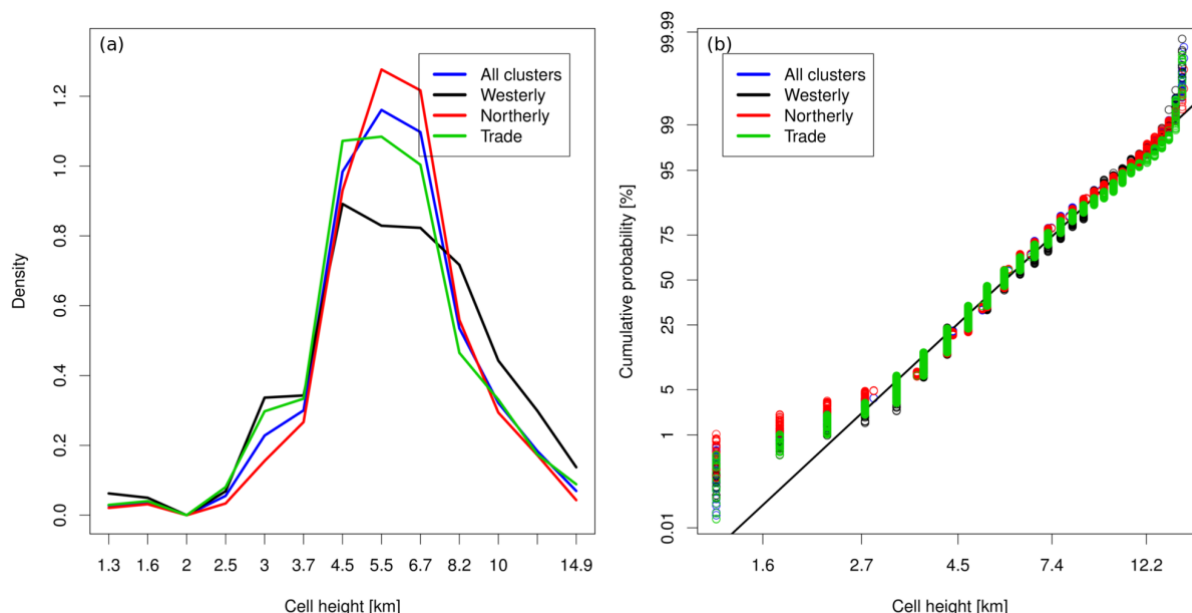 (a)
All clusters
Westerly
Northerly
Trade
Density
0.0
0.2
0.4
0.6
0.8
1.0
1.2
1.3 1.6 2 2.5 3 3.7 4.5 5.5 6.7 8.2 10 14.9
Cell height [km]
(b)
All clusters
Westerly
Northerly
Trade
Cumulative probability [%]
0.01
1
5
25
50
75
95
99
99.99
1.6 2.7 4.5 7.4 12.2
Cell height [km]